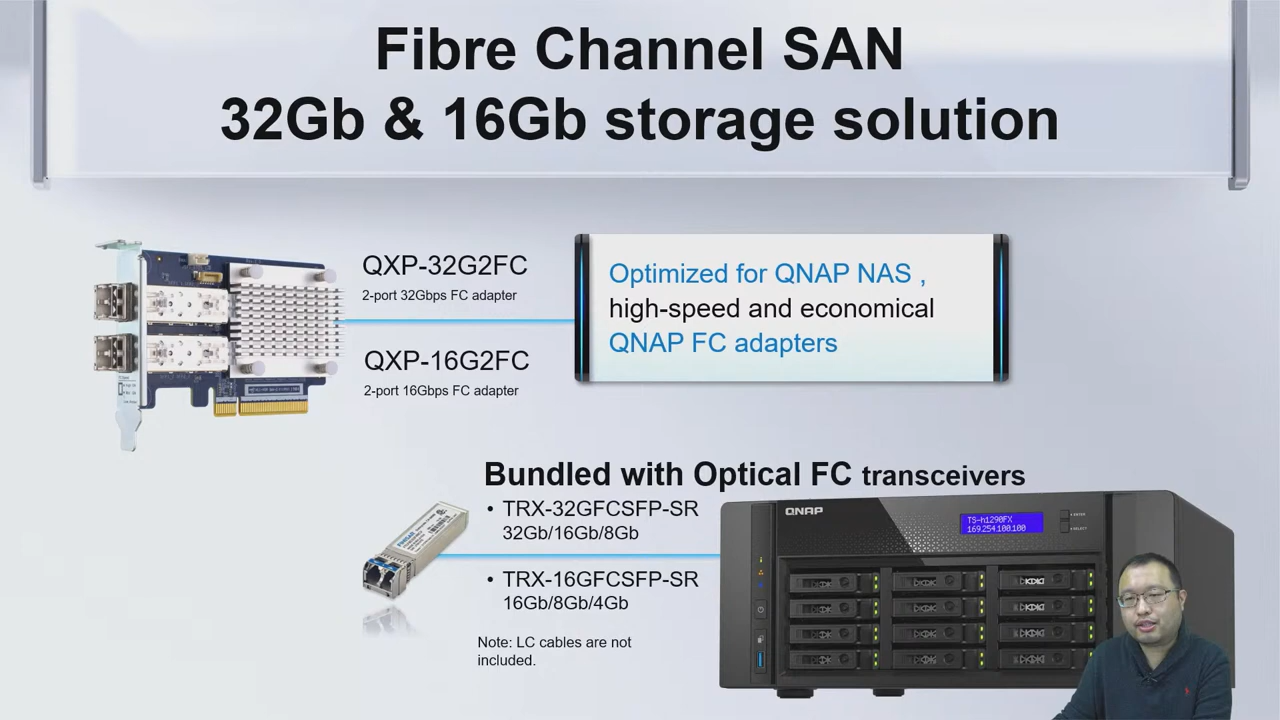 Fibre Channel SAN
32Gb & 16Gb storage solution
QXP-32G2FC
2-port 32Gbps FC adapter
QXP-16G2FC
2-port 16Gbps FC adapter
Optimized for QNAP NAS ,
high-speed and economical
QNAP FC adapters
Bundled with Optical FC transceivers
• TRX-32GFCSFP-SR
32Gb/16Gb/8Gb
• TRX-16GFCSFP-SR
16Gb/8Gb/4Gb
Note: LC cables are not
included.
QNAP
TS-h1290FX
169.254.100.100
ENTER
SELECT